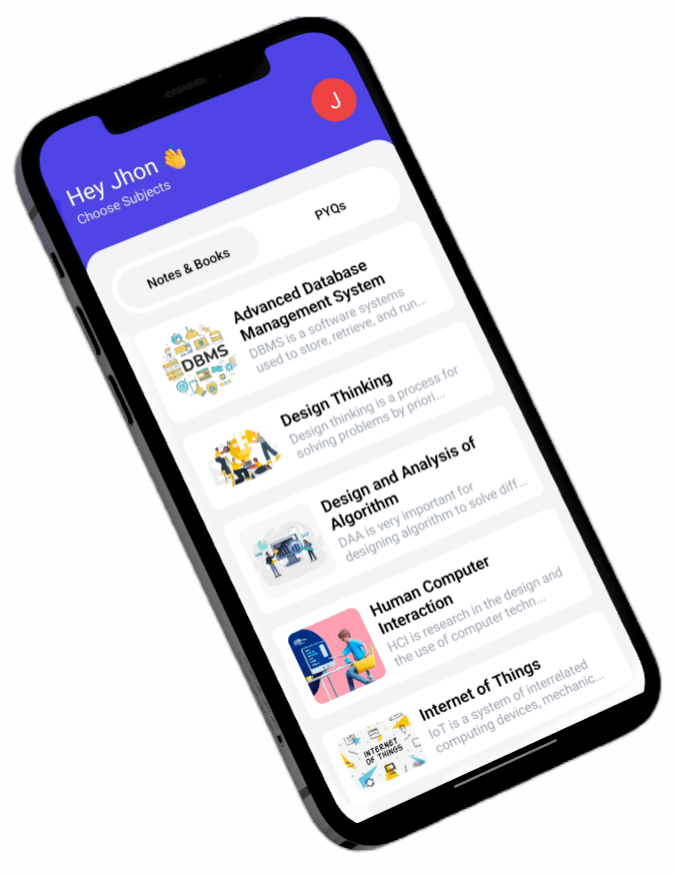 J
Hey Jhon 👋
Choose Subjects
Notes & Books
PYQs
DBMS
Advanced Database
Management System
DBMS is a software systems
used to store, retrieve, and run...
Design Thinking
Design thinking is a process for
solving problems by priori...
Design and Analysis of
Algorithm
DAA is very important for
designing algorithm to solve diff...
Human Computer
Interaction
HCI is research in the design and
the use of computer techn...
INTERNET
OF THINGS
Internet of Things
IoT is a system of interrelated
computing devices, mechanic...